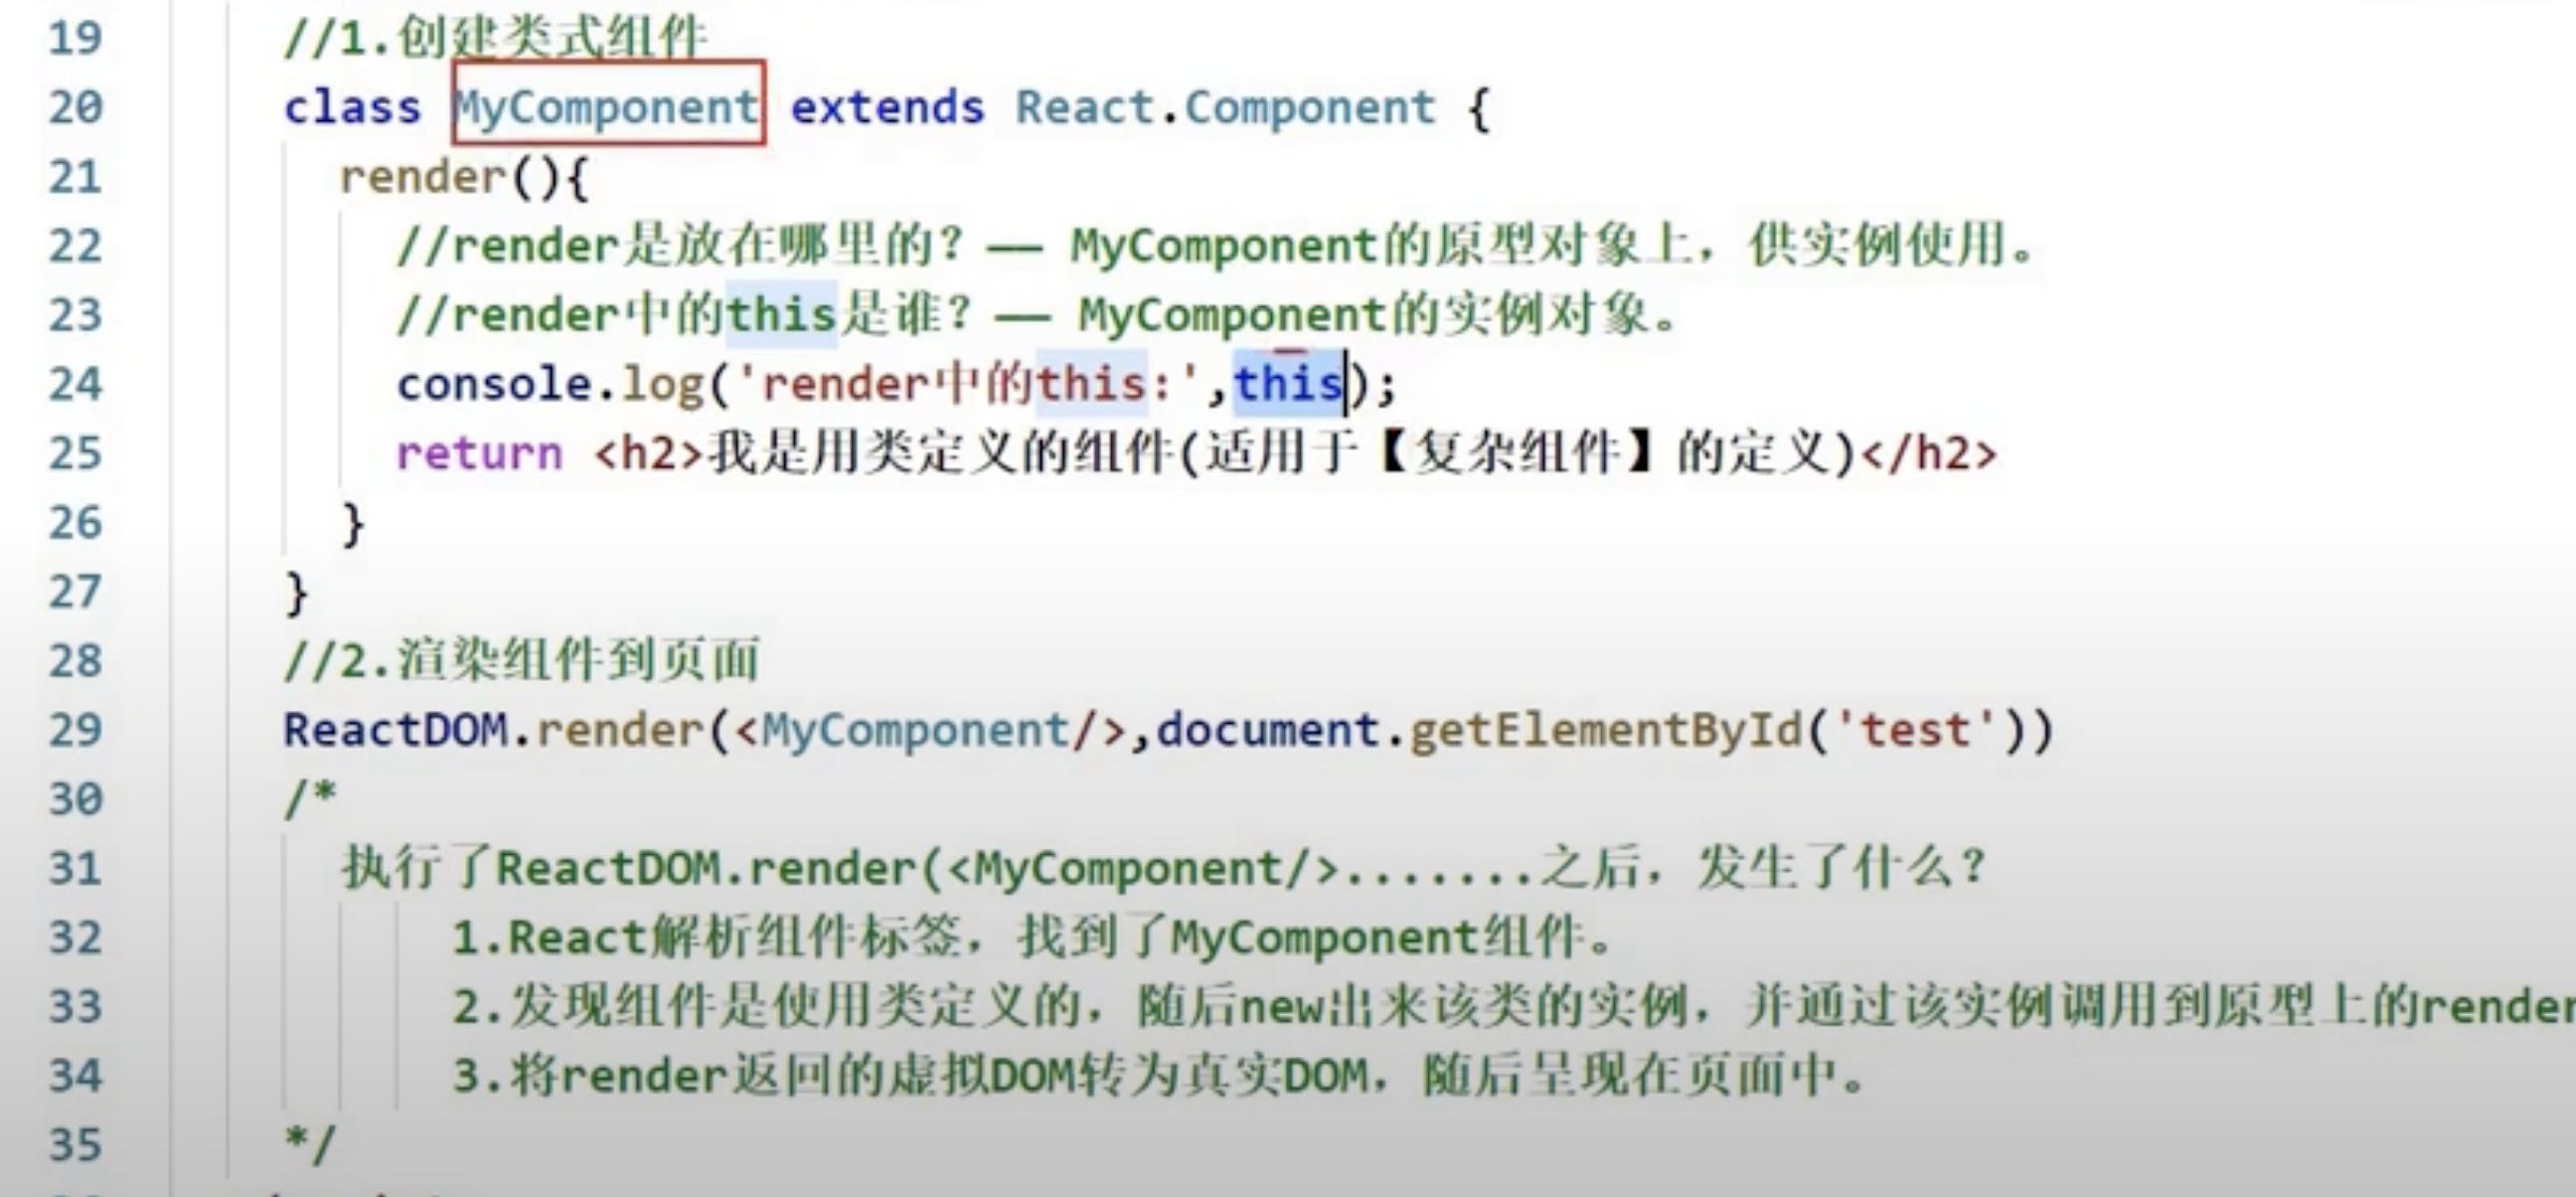 19 //1.创建类式组件
20 class MyComponent extends React.Component {
21 render(){
22 //render是放在哪里的？—— MyComponent的原型对象上，供实例使用。
23 //render中的this是谁？—— MyComponent的实例对象。
24 console.log('render中的this:',this);
25 return <h2>我是用类定义的组件(适用于【复杂组件】的定义)</h2>
26 }
27 }
28 //2.渲染组件到页面
29 ReactDOM.render(<MyComponent/>,document.getElementById('test'))
30 /*
31 执行了ReactDOM.render(<MyComponent/>.......之后，发生了什么？
32 1.React解析组件标签，找到了MyComponent组件。
33 2.发现组件是使用类定义的，随后new出来该类的实例，并通过该实例调用到原型上的render
34 3.将render返回的虚拟DOM转为真实DOM，随后呈现在页面中。
35 */